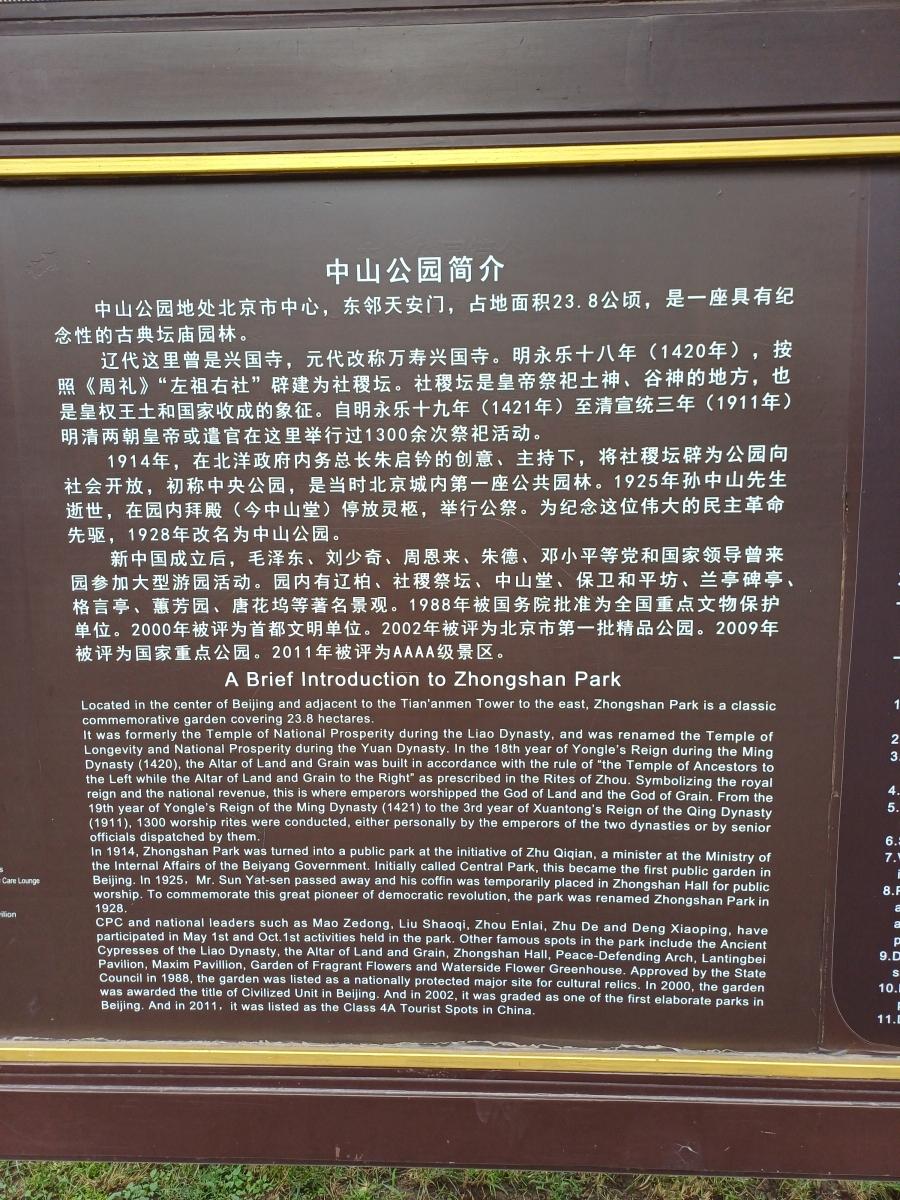 中山公园简介
中山公园地处北京市中心，东邻天安门，占地面积23.8公顷，是一座具有纪
念性的古典坛庙园林。
辽代这里曾是兴国寺，元代改称万寿兴国寺。明永乐十八年（1420年），按
照《周礼》“左祖右社”辟建为社稷坛。社稷坛是皇帝祭祀土神、谷神的地方，也
是皇权王土和国家收成的象征。自明永乐十九年（1421年）至清宣统三年（1911年）
明清两朝皇帝或遣官在这里举行过1300余次祭祀活动。
1914年，在北洋政府内务总长朱启钤的创意、主持下，将社稷坛辟为公园向
社会开放，初称中央公园，是当时北京城内第一座公共园林。1925年孙中山先生
逝世，在园内拜殿（今中山堂）停放灵柩，举行公祭。为纪念这位伟大的民主革命
先驱，1928年改名为中山公园。
新中国成立后，毛泽东、刘少奇、周恩来、朱德、邓小平等党和国家领导曾来
园参加大型游园活动。园内有辽柏、社稷祭坛、中山堂、保卫和平坊、兰亭碑亭、
格言亭、蕙芳园、唐花坞等著名景观。1988年被国务院批准为全国重点文物保护
单位。2000年被评为首都文明单位。2002年被评为北京市第一批精品公园。2009年
被评为国家重点公园。2011年被评为AAAA级景区。
A Brief Introduction to Zhongshan Park
Located in the center of Beijing and adjacent to the Tian'anmen Tower to the east, Zhongshan Park is a classic
commemorative garden covering 23.8 hectares.
It was formerly the Temple of National Prosperity during the Liao Dynasty, and was renamed the Temple of
Longevity and National Prosperity during the Yuan Dynasty. In the 18th year of Yongle's Reign during the Ming
Dynasty (1420), the Altar of Land and Grain was built in accordance with the rule of “the Temple of Ancestors to
the Left while the Altar of Land and Grain to the Right” as prescribed in the Rites of Zhou. Symbolizing the royal
reign and the national revenue, this is where emperors worshipped the God of Land and the God of Grain. From the
19th year of Yongle's Reign of the Ming Dynasty (1421) to the 3rd year of Xuantong's Reign of the Qing Dynasty
(1911), 1300 worship rites were conducted, either personally by the emperors of the two dynasties or by senior
officials dispatched by them.
In 1914, Zhongshan Park was turned into a public park at the initiative of Zhu Qiqian, a minister at the Ministry of
the Internal Affairs of the Beiyang Government. Initially called Central Park, this became the first public garden in
Beijing. In 1925, Mr. Sun Yat-sen passed away and his coffin was temporarily placed in Zhongshan Hall for public
worship. To commemorate this great pioneer of democratic revolution, the park was renamed Zhongshan Park in
1928.
CPC and national leaders such as Mao Zedong, Liu Shaoqi, Zhou Enlai, Zhu De and Deng Xiaoping, have
participated in May 1st and Oct.1st activities held in the park. Other famous spots in the park include the Ancient
Cypresses of the Liao Dynasty, the Altar of Land and Grain, Zhongshan Hall, Peace-Defending Arch, Lantingbei
Pavilion, Maxim Pavillion, Garden of Fragrant Flowers and Waterside Flower Greenhouse. Approved by the State
Council in 1988, the garden was listed as a nationally protected major site for cultural relics. In 2000, the garden
was awarded the title of Civilized Unit in Beijing. And in 2002, it was graded as one of the first elaborate parks in
Beijing. And in 2011, it was listed as the Class 4A Tourist Spots in China.
Care Lounge
2
3.
4.
5.
6.
7.
8.
9.
10.
11.